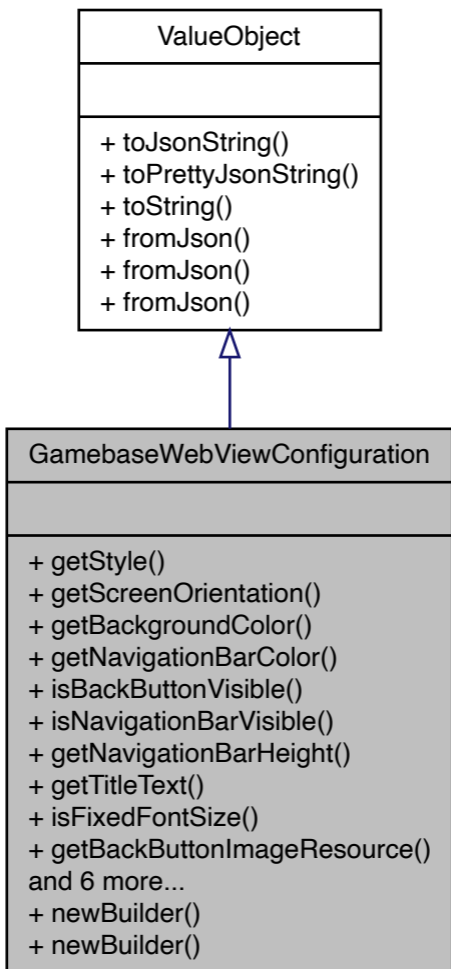 ValueObject
+ toJsonString()
+ toPrettyJsonString()
+ toString()
+ fromJson()
+ fromJson()
+ fromJson()
GamebaseWebViewConfiguration
+ getStyle()
+ getScreenOrientation()
+ getBackgroundColor()
+ getNavigationBarColor()
+ isBackButtonVisible()
+ isNavigationBarVisible()
+ getNavigationBarHeight()
+ getTitleText()
+ isFixedFontSize()
+ getBackButtonImageResource()
and 6 more...
+ newBuilder()
+ newBuilder()